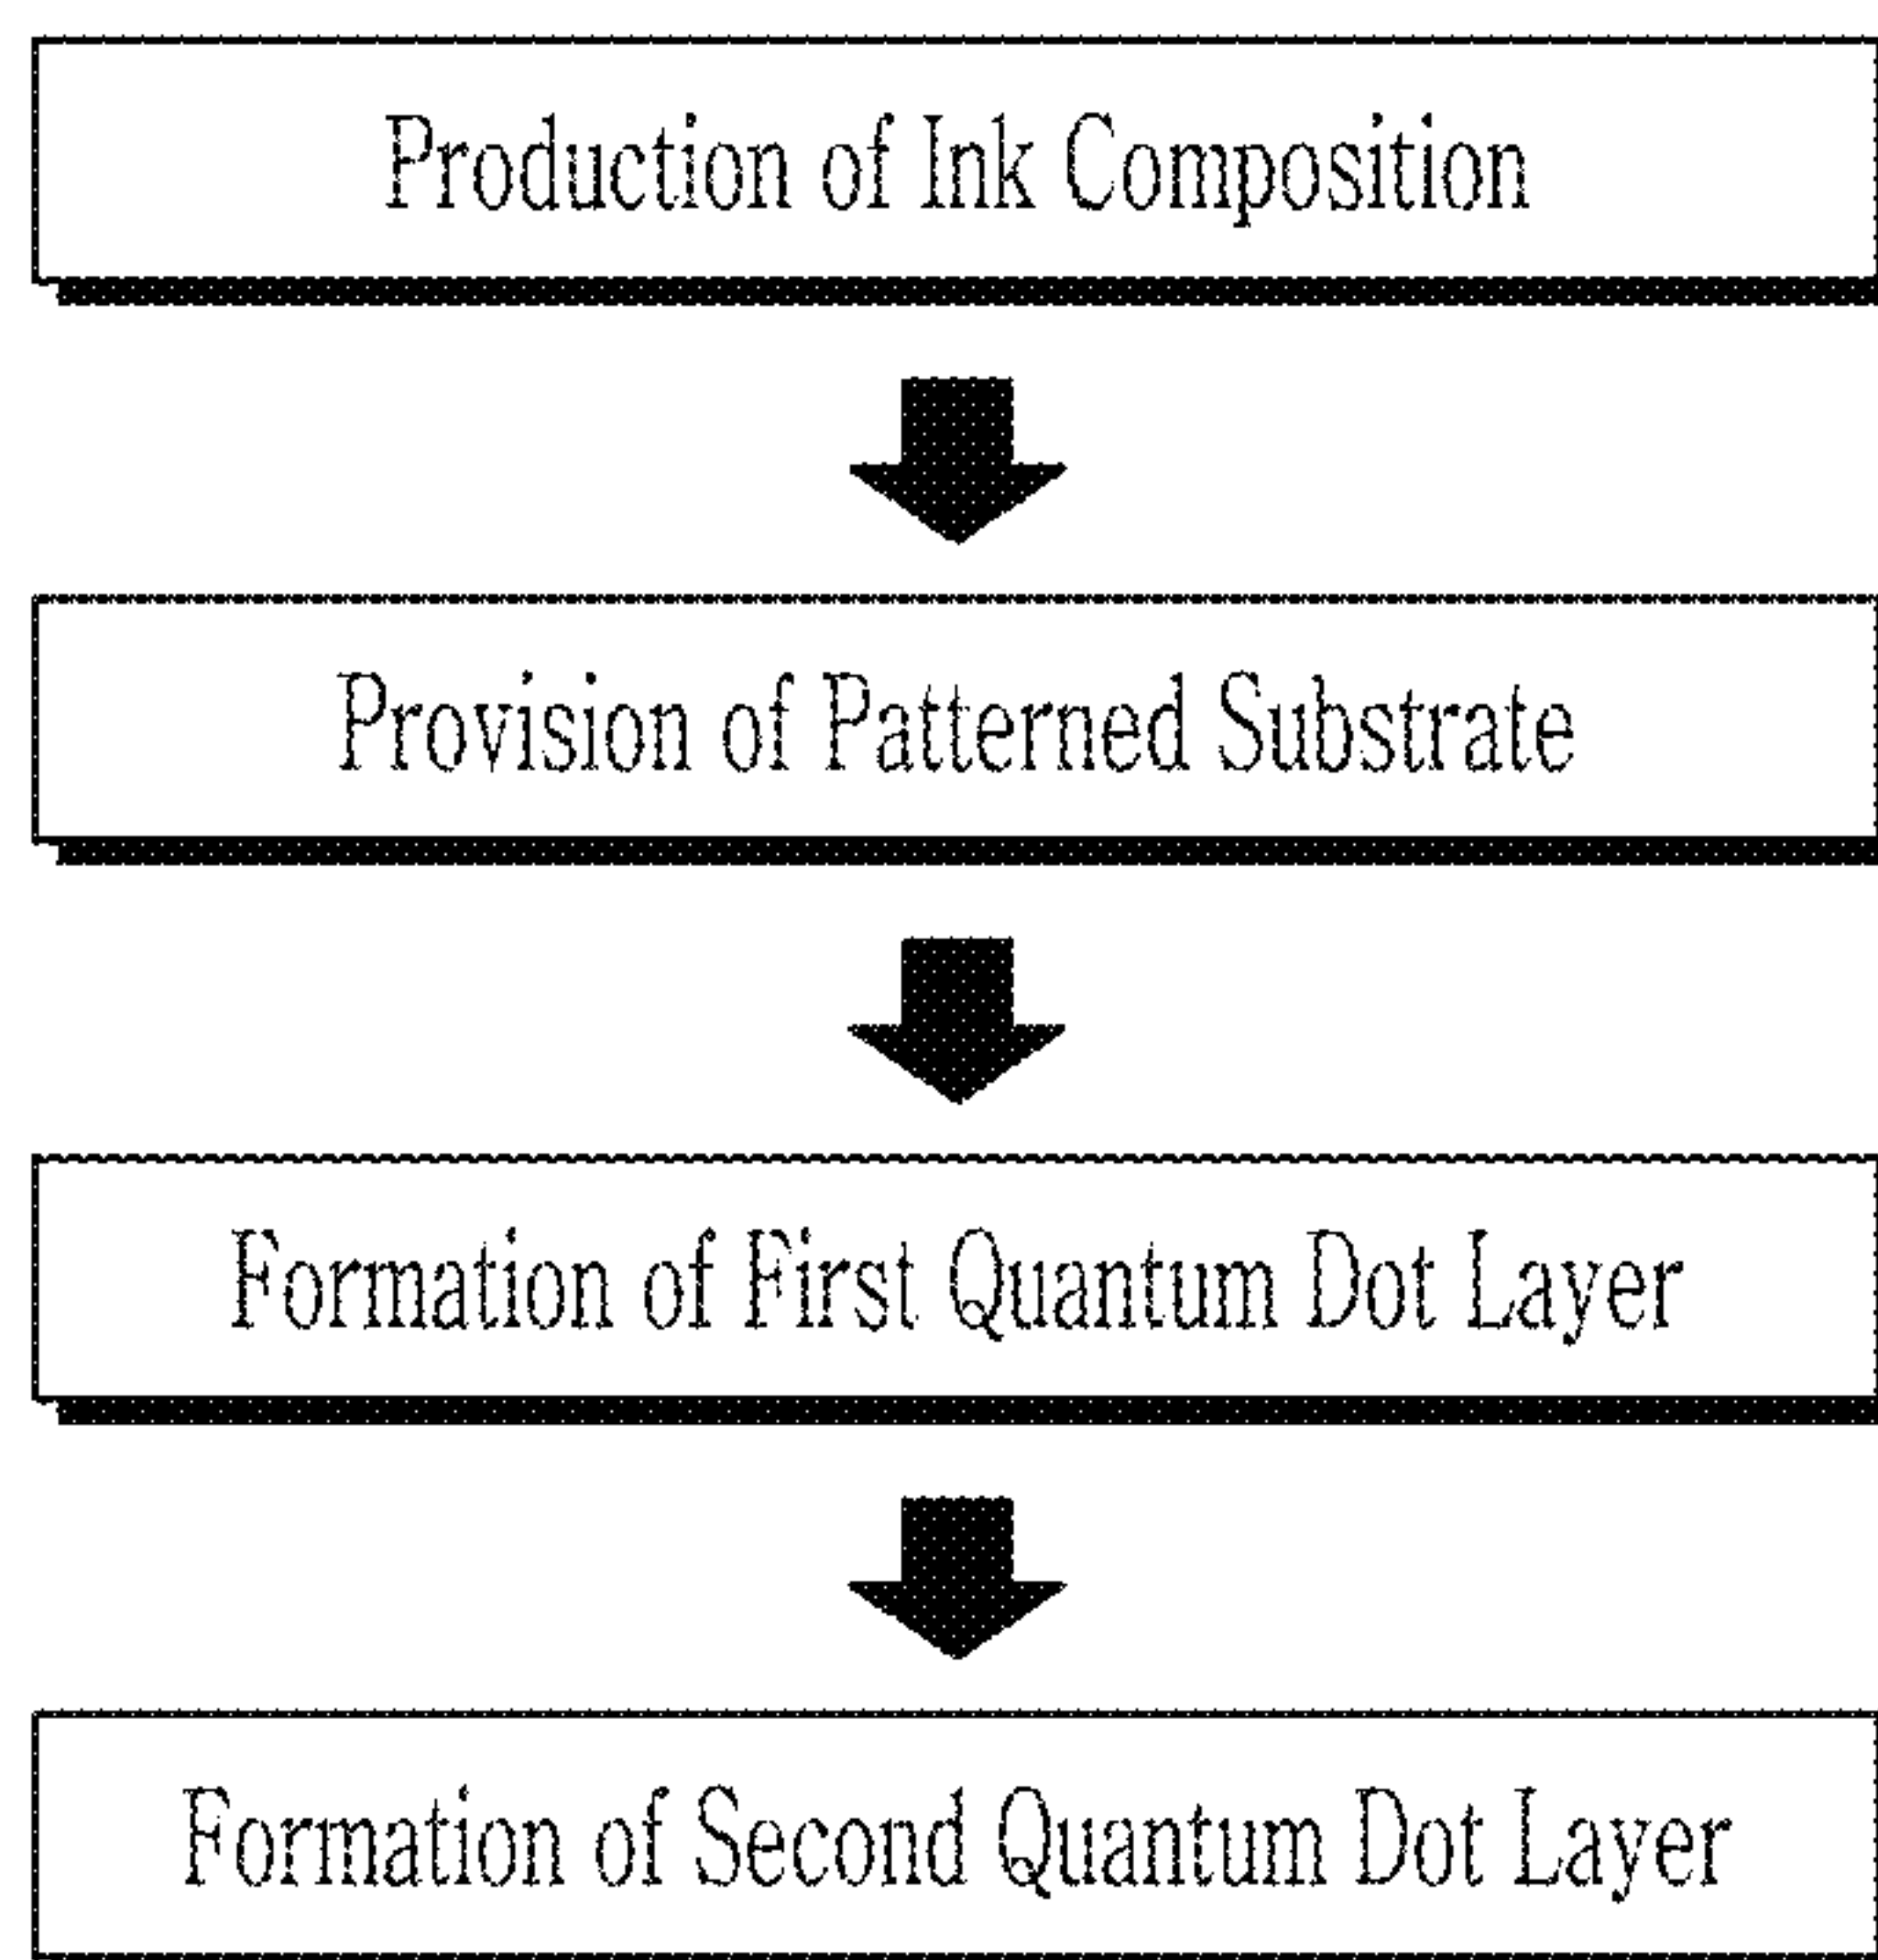 Production of Ink Composition
Provision of Patterned Substrate
Formation of First Quantum Dot Layer
Formation of Second Quantum Dot Layer